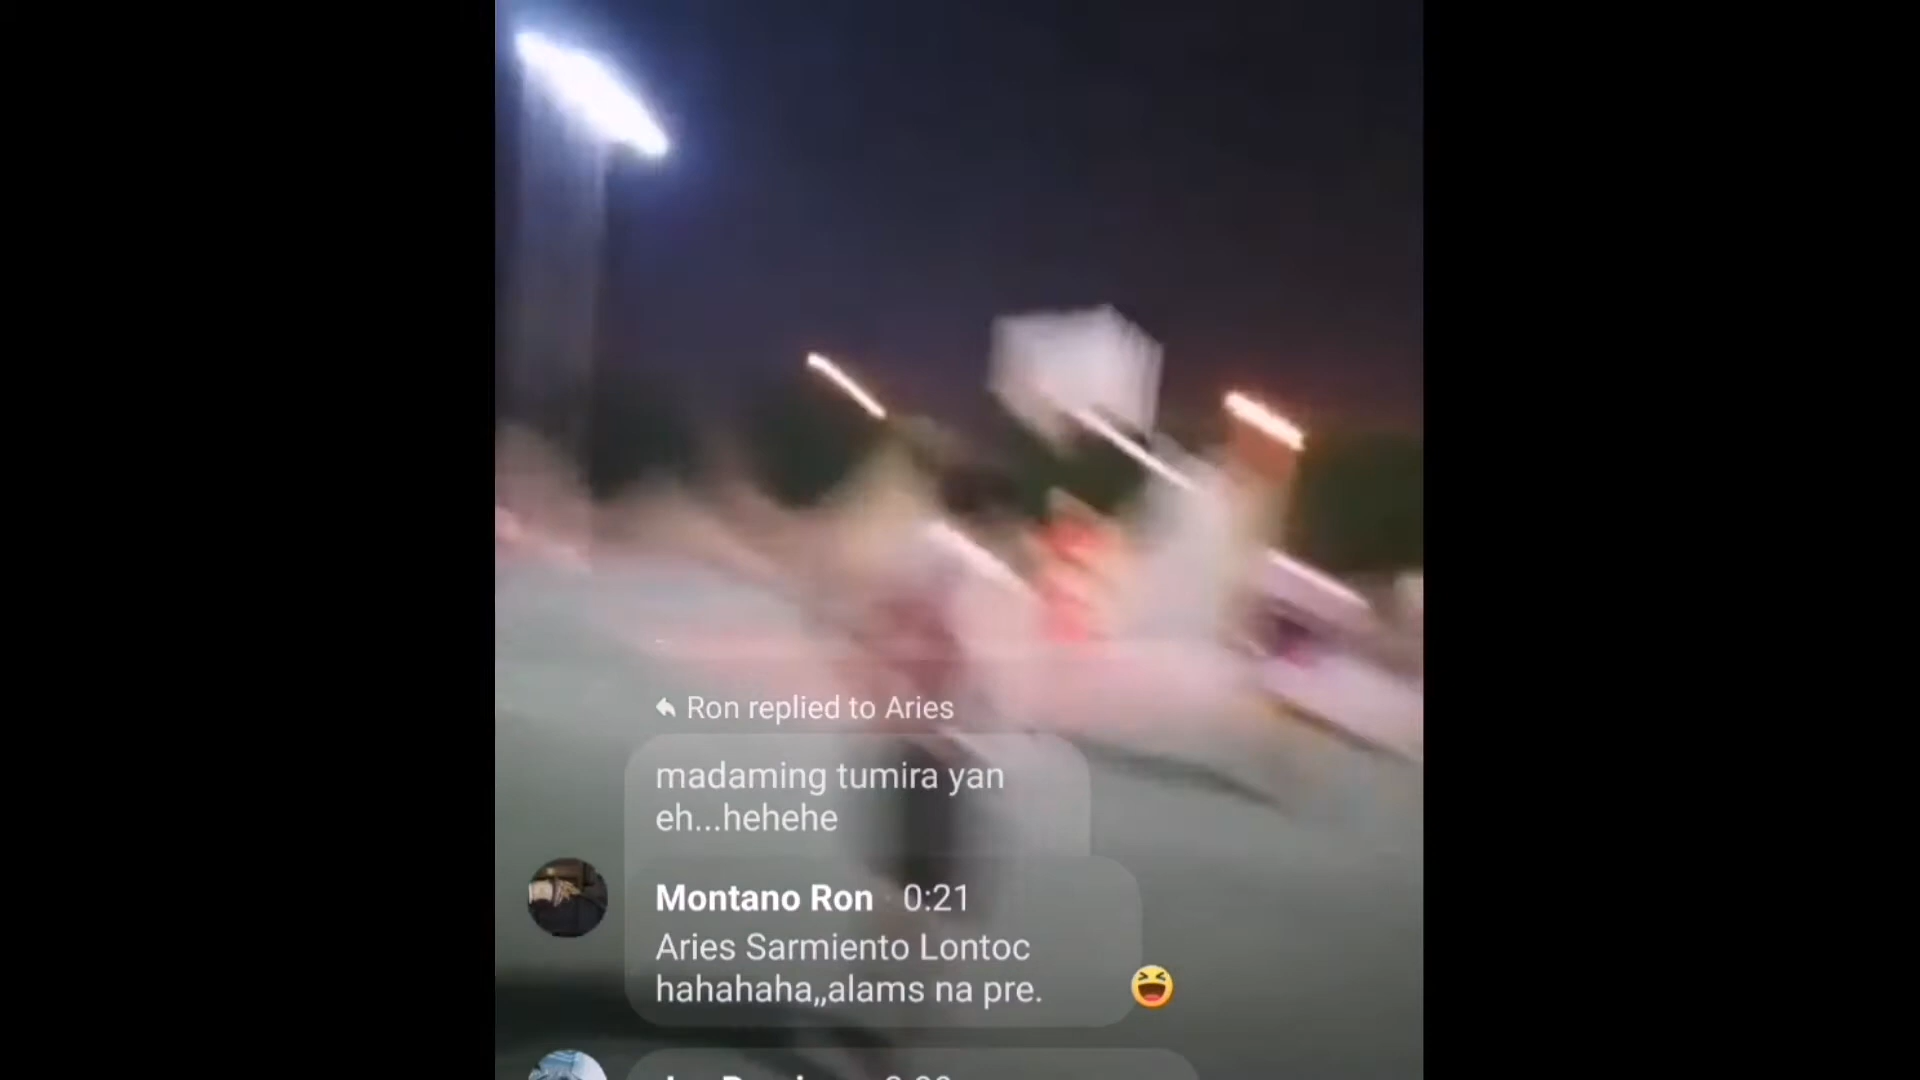 Ron replied to Aries
madaming tumira yan
eh...hehehe
Montano Ron · 0:21
Aries Sarmiento Lontoc
hahahaha,,alams na pre.